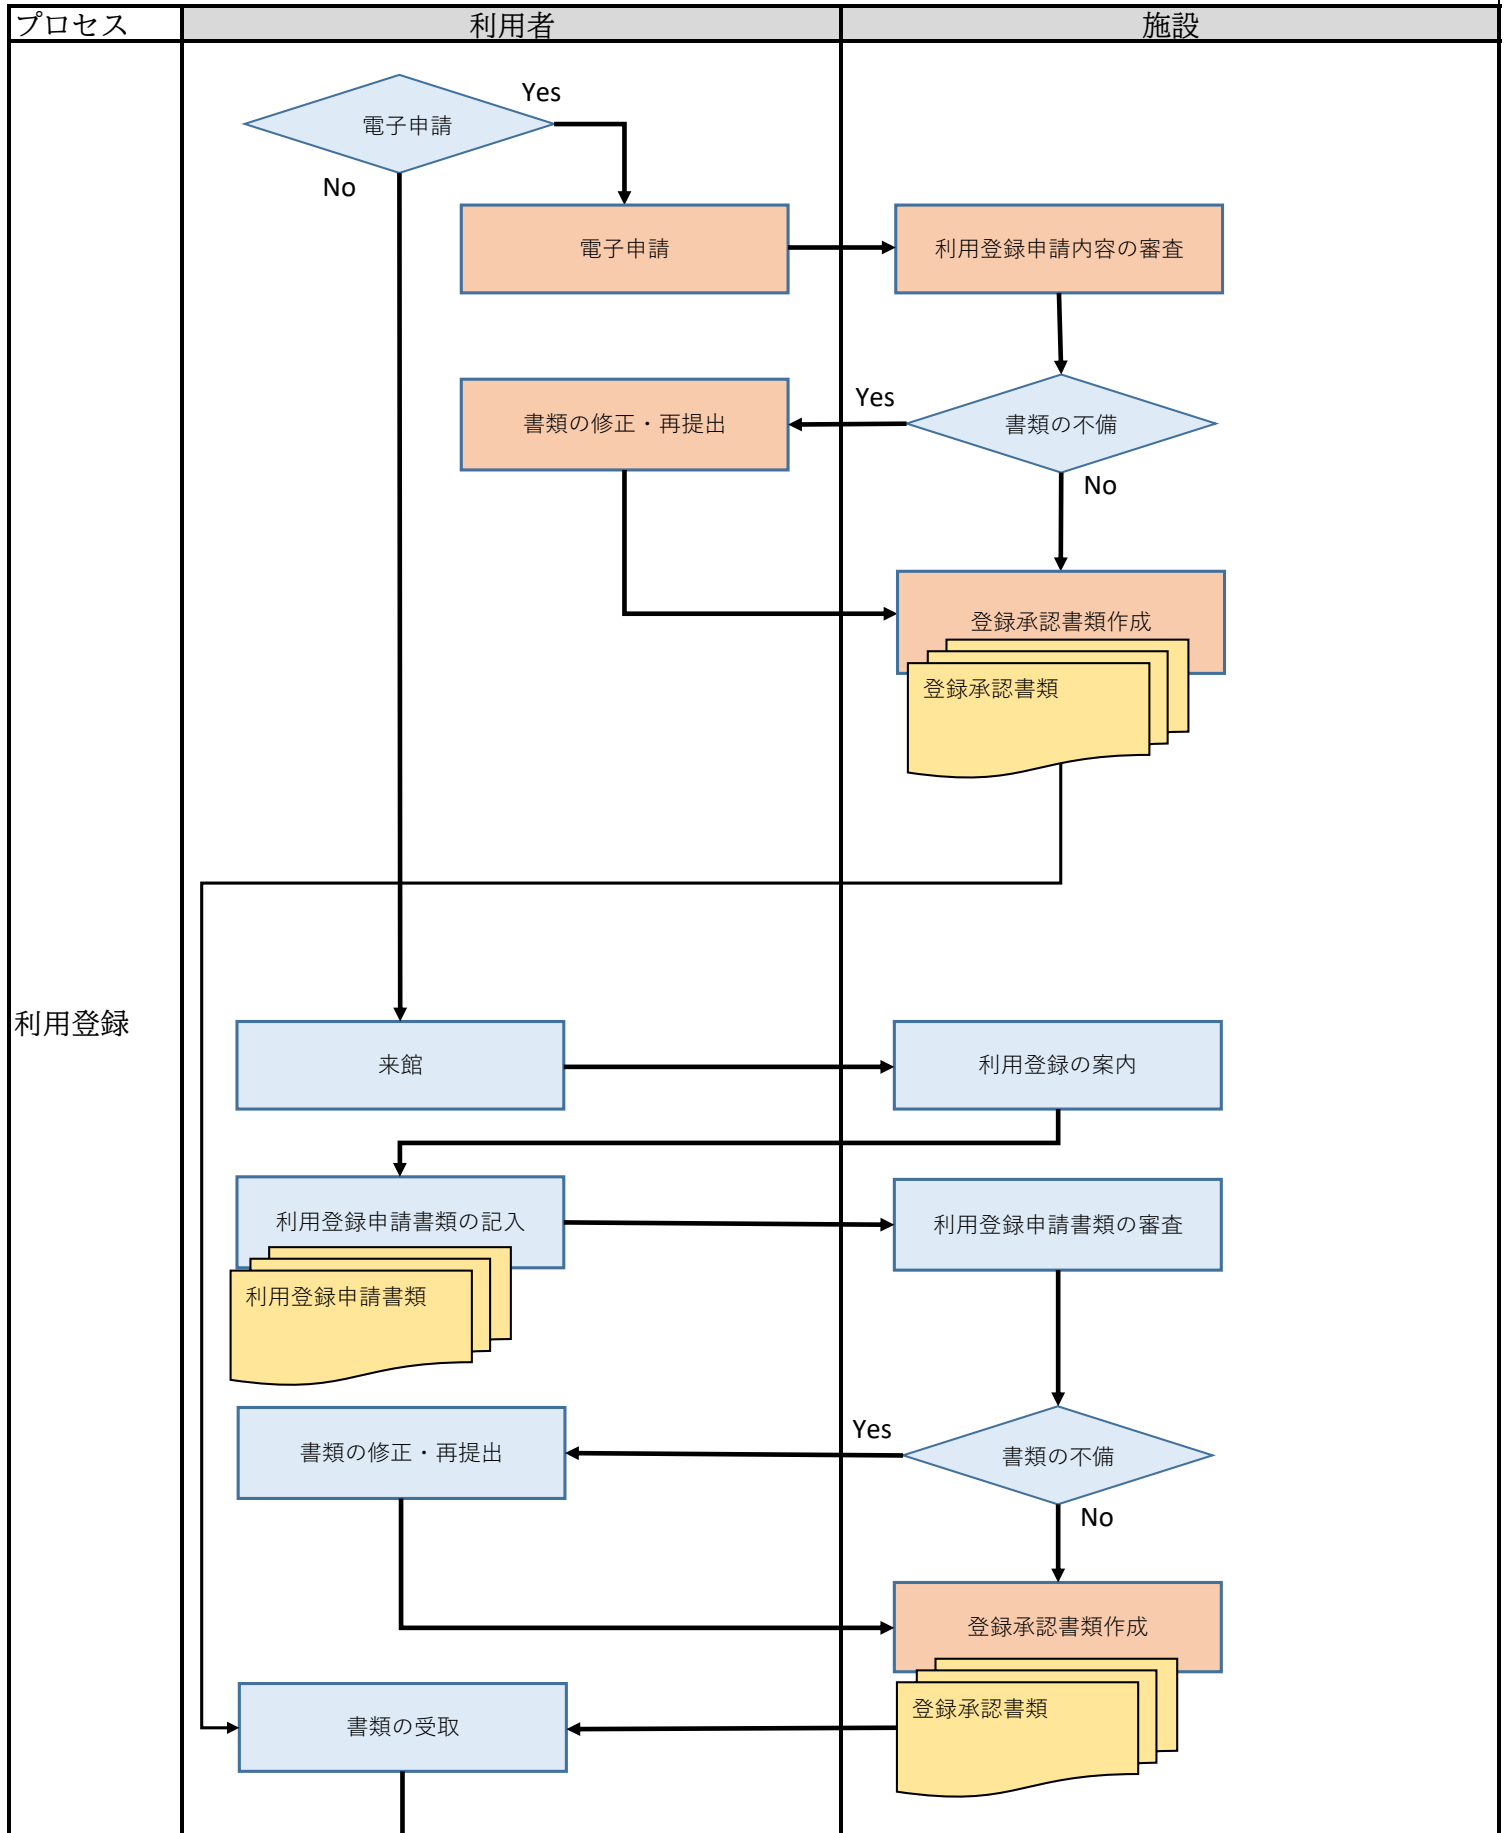 プロセス
利用者
施設
電子申請
Yes
No
電子申請
利用登録申請内容の審査
書類の修正・再提出
Yes
書類の不備
No
登録承認書類作成
登録承認書類
利用登録
来館
利用登録の案内
利用登録申請書類の記入
利用登録申請書類の審査
利用登録申請書類
書類の修正・再提出
Yes
書類の不備
No
登録承認書類作成
登録承認書類
書類の受取